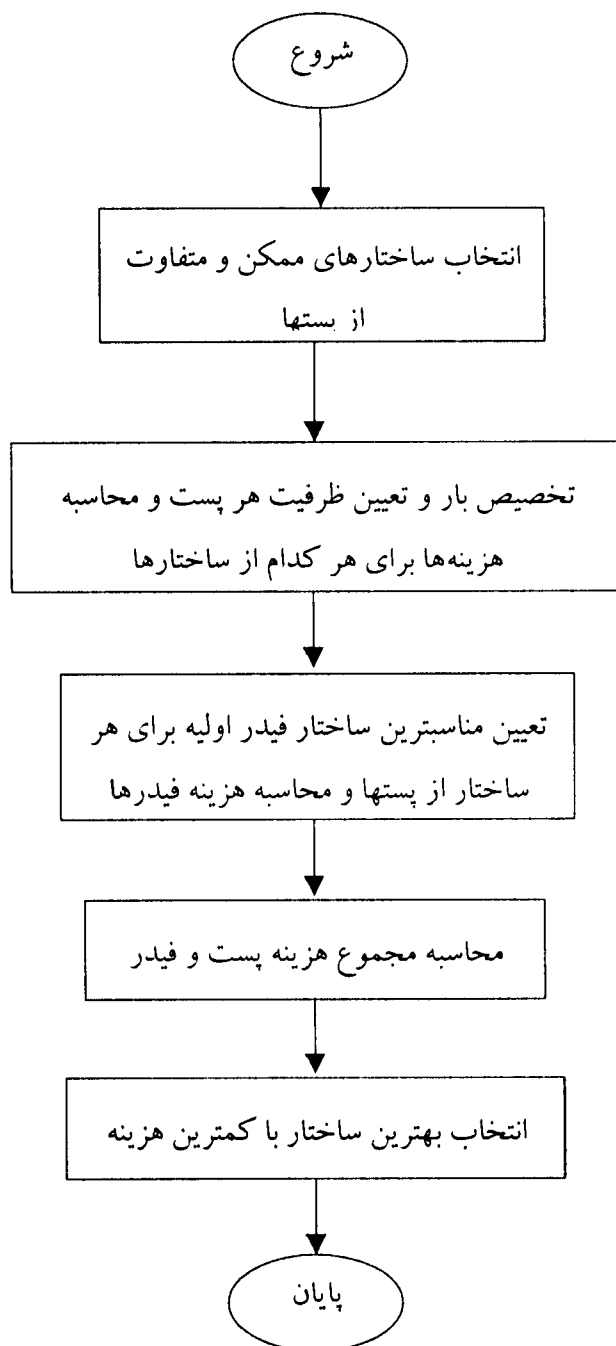 شروع
انتخاب ساختارهای ممکن و متفاوت
از پستها
تخصیص بار و تعیین ظرفیت هر پست و محاسبه
هزینه‌ها برای هر کدام از ساختارها
تعیین مناسبترین ساختار فیدر اولیه برای هر
ساختار از پستها و محاسبه هزینه فیدرها
محاسبه مجموع هزینه پست و فیدر
انتخاب بهترین ساختار با کمترین هزینه
پایان